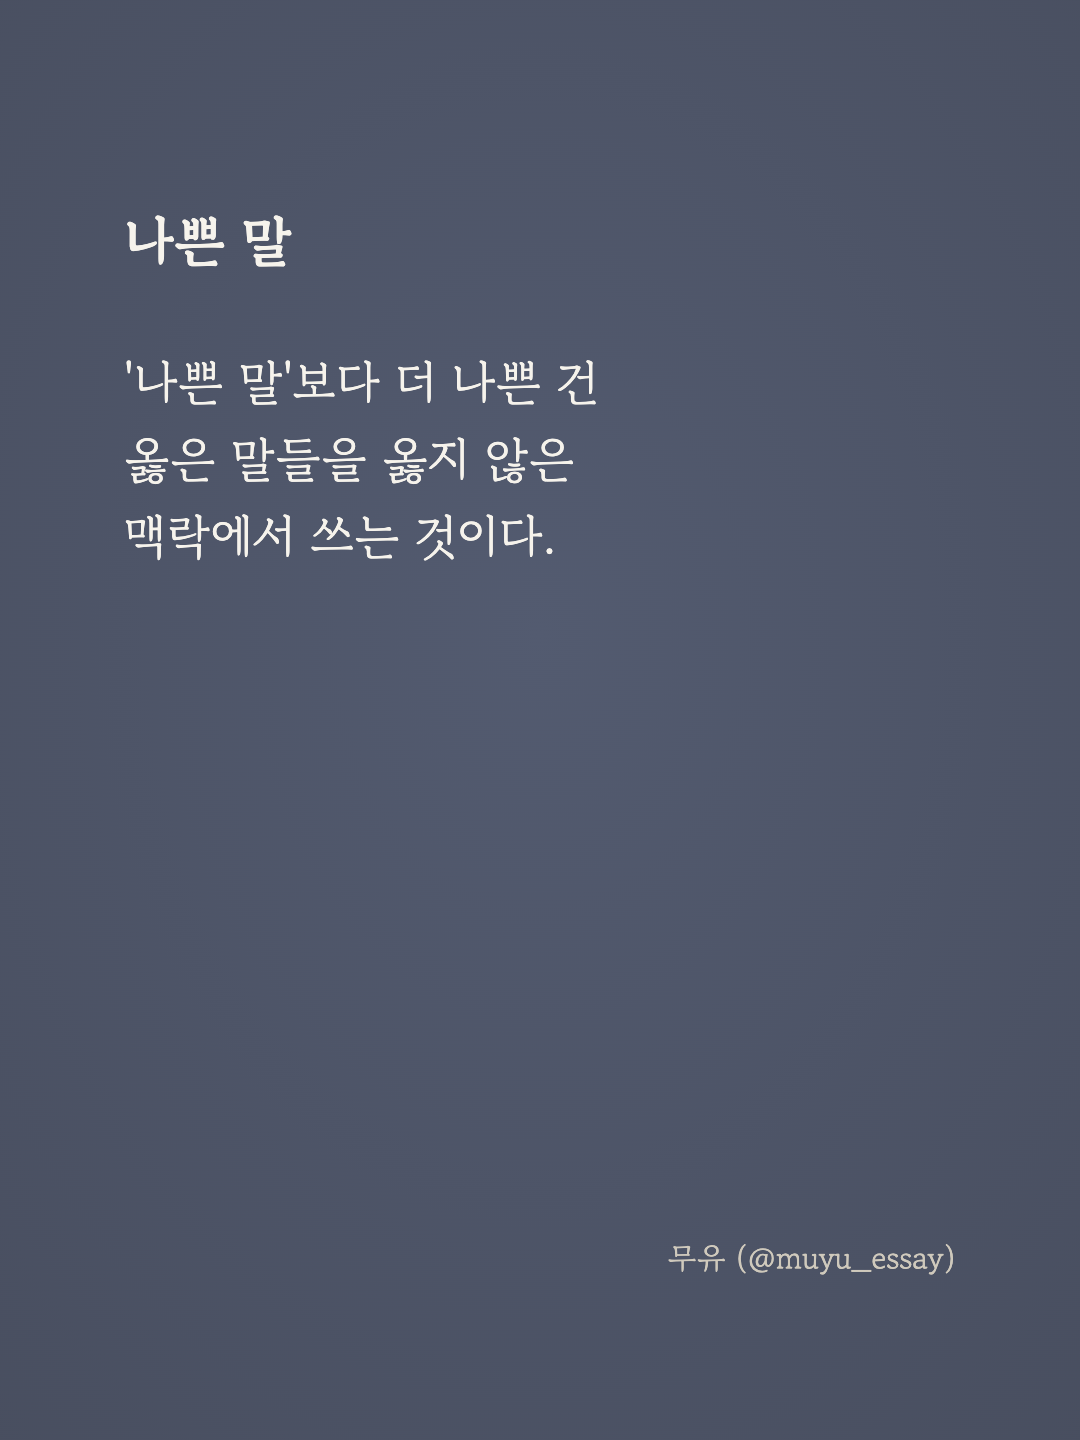 나쁜 말
'나쁜 말'보다 더 나쁜 건
옳은 말들을 옳지 않은
맥락에서 쓰는 것이다.
무유 (@muyu_essay)